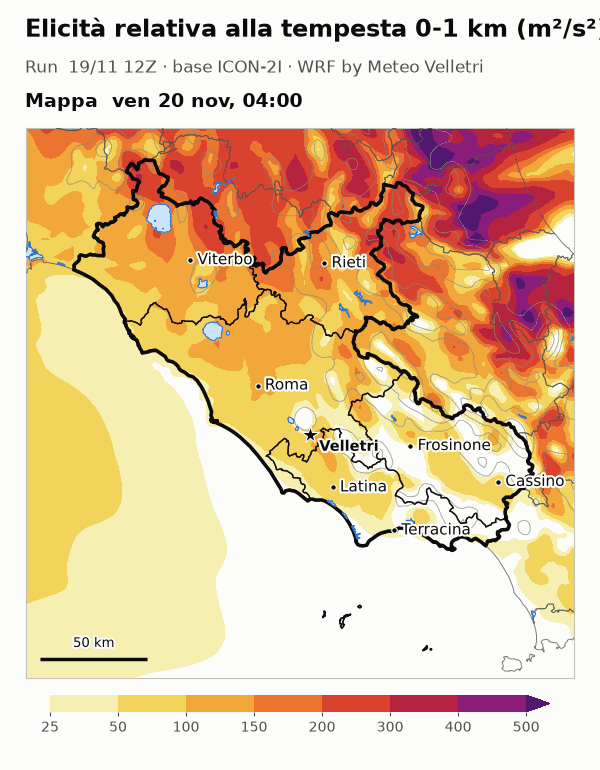 Elicità relativa alla tempesta 0-1 km (m²/s²)
Run  19/11 12Z · base ICON-2I · WRF by Meteo Velletri
Mappa  ven 20 nov, 04:00
Viterbo
Rieti
Roma
Velletri
Frosinone
Latina
Cassino
Terracina
50 km
25 50 100 150 200 300 400 500